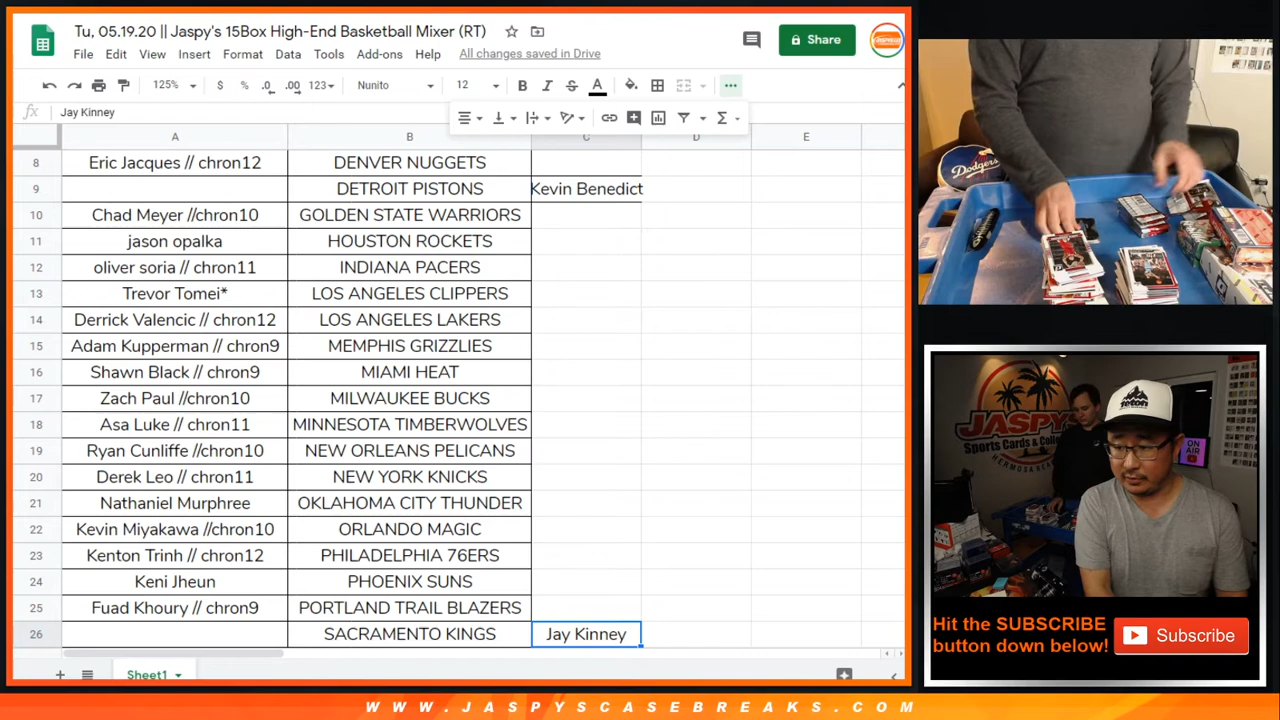 Tu, 05.19.20 || Jaspy's 15Box High-End Basketball Mixer (RT)
File Edit View Insert Format Data Tools Add-ons Help All changes saved in Drive
Share
125% $ % .0 .00 123 Nunito 12 B I S A
fx Jay Kinney
A B C D E
8 Eric Jacques // chron12 DENVER NUGGETS
9 DETROIT PISTONS Kevin Benedict
10 Chad Meyer //chron10 GOLDEN STATE WARRIORS
11 jason opalka HOUSTON ROCKETS
12 oliver soria // chron11 INDIANA PACERS
13 Trevor Tomei* LOS ANGELES CLIPPERS
14 Derrick Valencic // chron12 LOS ANGELES LAKERS
15 Adam Kupperman // chron9 MEMPHIS GRIZZLIES
16 Shawn Black // chron9 MIAMI HEAT
17 Zach Paul //chron10 MILWAUKEE BUCKS
18 Asa Luke // chron11 MINNESOTA TIMBERWOLVES
19 Ryan Cunliffe //chron10 NEW ORLEANS PELICANS
20 Derek Leo // chron11 NEW YORK KNICKS
21 Nathaniel Murphree OKLAHOMA CITY THUNDER
22 Kevin Miyakawa //chron10 ORLANDO MAGIC
23 Kenton Trinh // chron12 PHILADELPHIA 76ERS
24 Keni Jheun PHOENIX SUNS
25 Fuad Khoury // chron9 PORTLAND TRAIL BLAZERS
26 SACRAMENTO KINGS Jay Kinney
Sheet1
Dodgers
JASPY'S
Sports Cards & Colle
HERMOSA BEA
ON AIR
teton
Hit the SUBSCRIBE
button down below!
Subscribe
WWW.JASPYSCASEBREAKS.COM